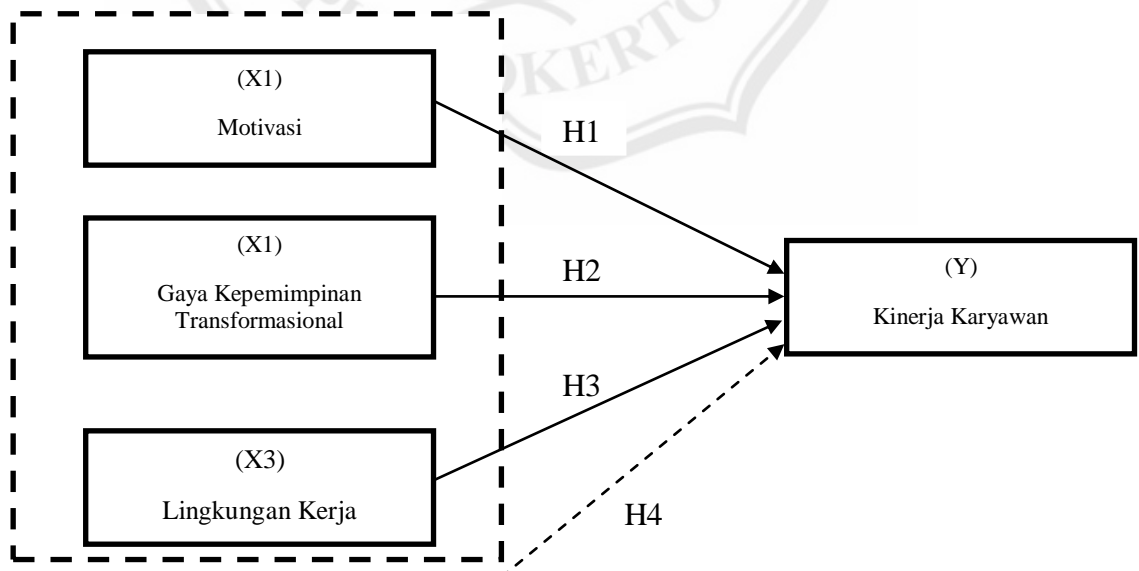 (X1)
Motivasi
H1
(X1)
Gaya Kepemimpinan
Transformasional
H2
(Y)
Kinerja Karyawan
H3
(X3)
Lingkungan Kerja
H4